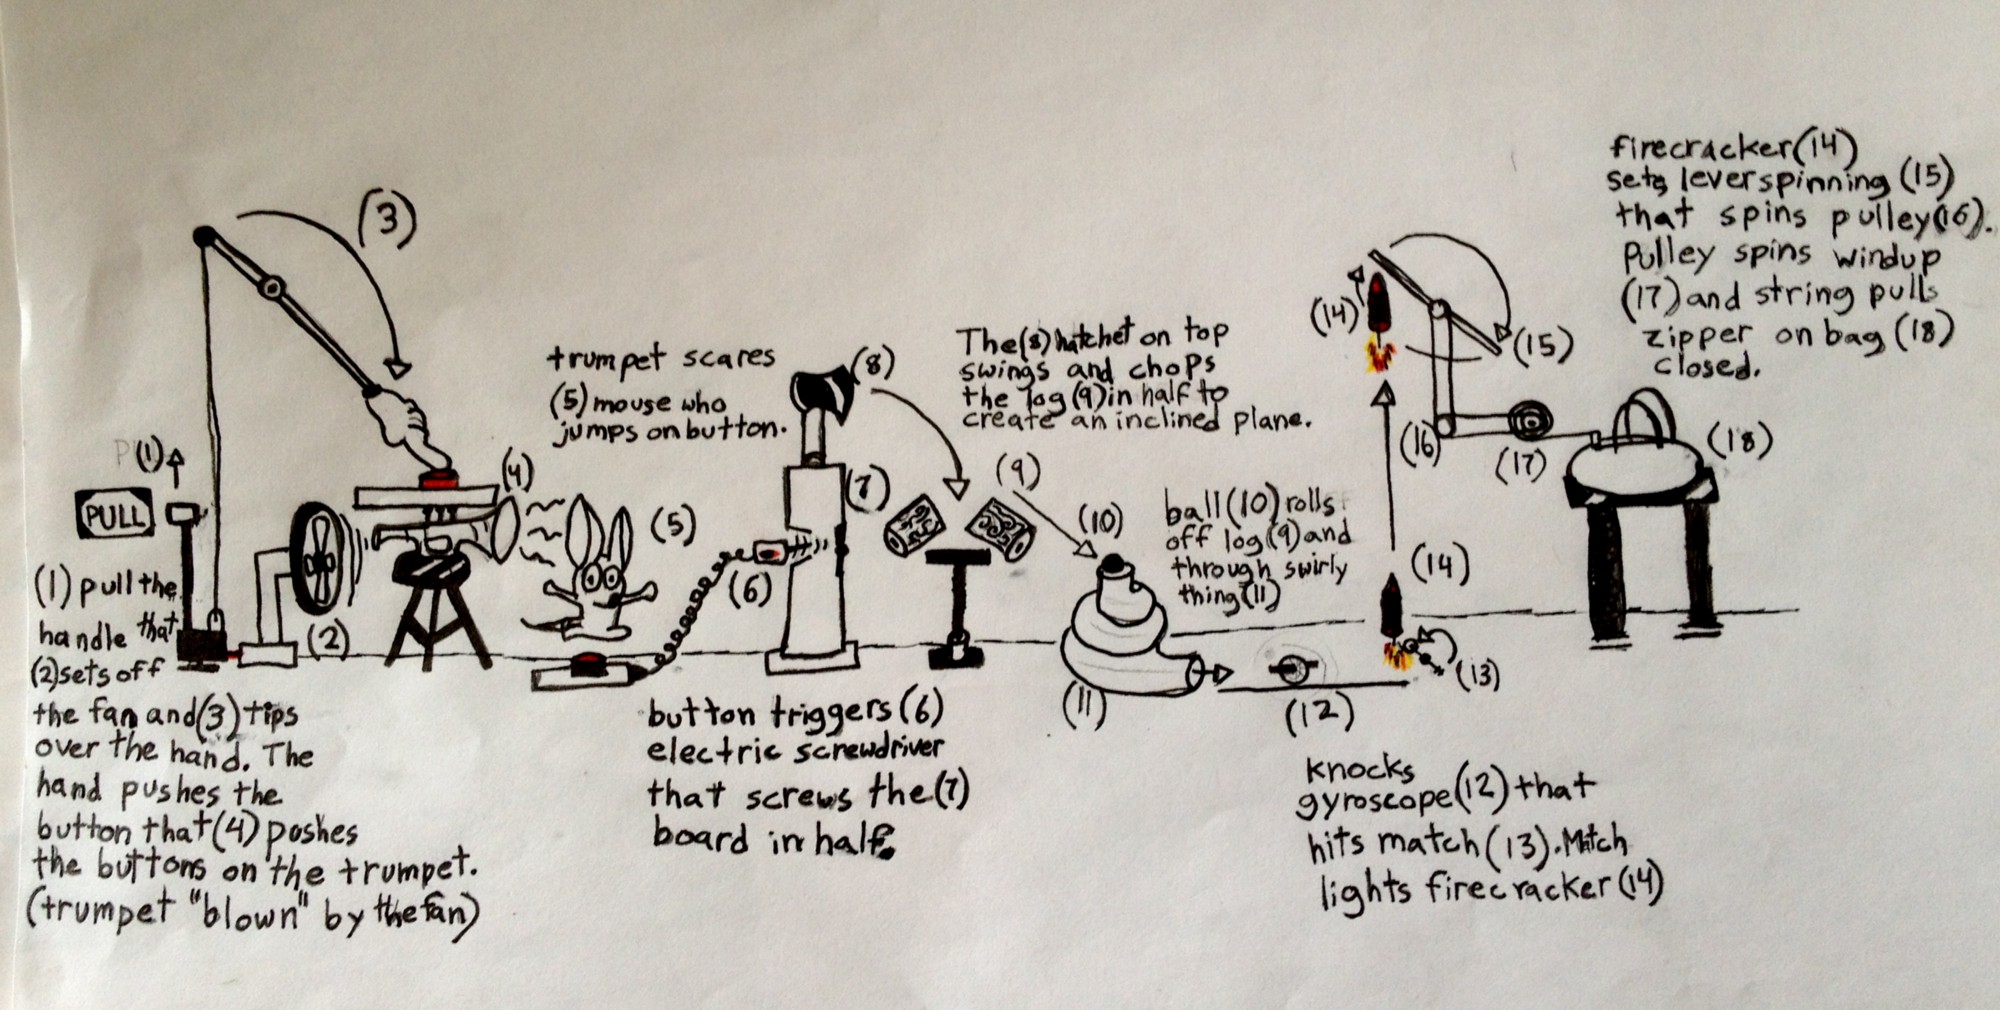 (3)
P(1)
PULL
(1) pull the
handle that
(2) sets off
the fan and (3) tips
over the hand. The
hand pushes the
button that (4) poshes
the buttons on the trumpet.
(trumpet "blown" by the fan)
(2)
(4)
trumpet scares
(5) mouse who
jumps on button.
(5)
(6)
button triggers (6)
electric screwdriver
that screws the (7)
board in half.
(7)
(8)
The (8) hatchet on top
swings and chops
the log (9) in half to
create an inclined plane.
(9)
(10)
ball (10) rolls
off log (9) and
through swirly
thing (11)
(11)
(12)
knocks
gyroscope (12) that
hits match (13). Match
lights firecracker (14)
(13)
(14)
(14)
(15)
(16)
(17)
(18)
firecracker (14)
sets lever spinning (15)
that spins pulley (16).
Pulley spins windup
(17) and string pulls
zipper on bag (18)
closed.